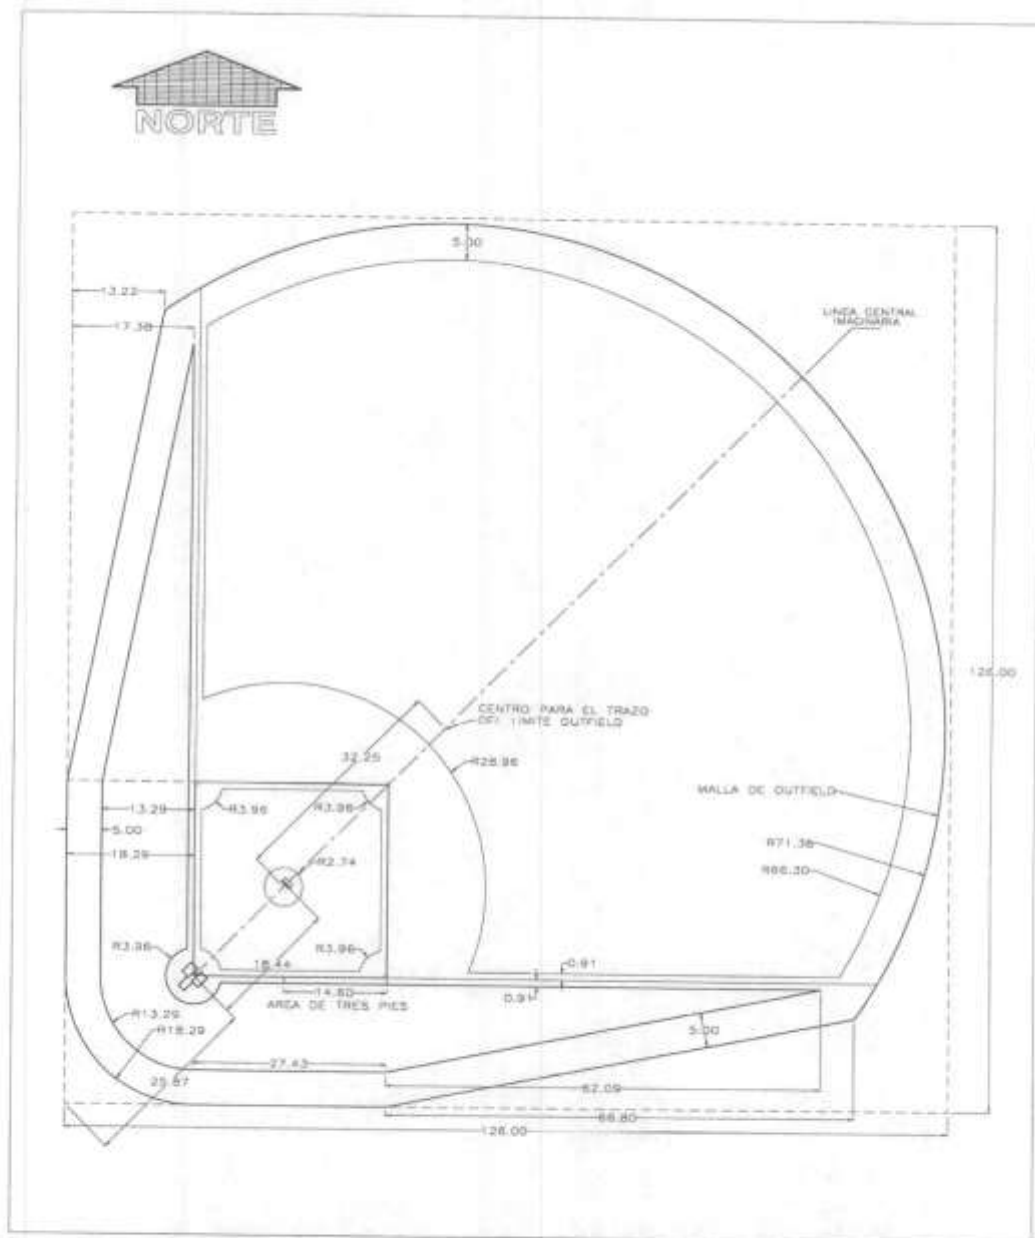 NORTE
5.00
13.22
17.38
LINEA CENTRAL
IMAGINARIA
126.00
CENTRO PARA EL TRAZO
DEL LIMITE OUTFIELD
32.25
R28.96
MALLA DE OUTFIELD
13.29
R3.96
R3.96
5.00
R71.38
18.29
R2.74
R66.30
R3.96
R3.96
18.44
0.91
14.60
0.91
AREA DE TRES PIES
R13.29
R18.29
5.00
27.43
25.87
62.09
66.80
126.00